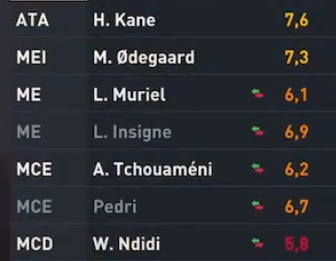 ATA H. Kane 7,6
MEI M. Ødegaard 7,3
ME L. Muriel 6,1
ME L. Insigne 6,9
MCE A. Tchouaméni 6,2
MCE Pedri 6,7
MCD W. Ndidi 5,8